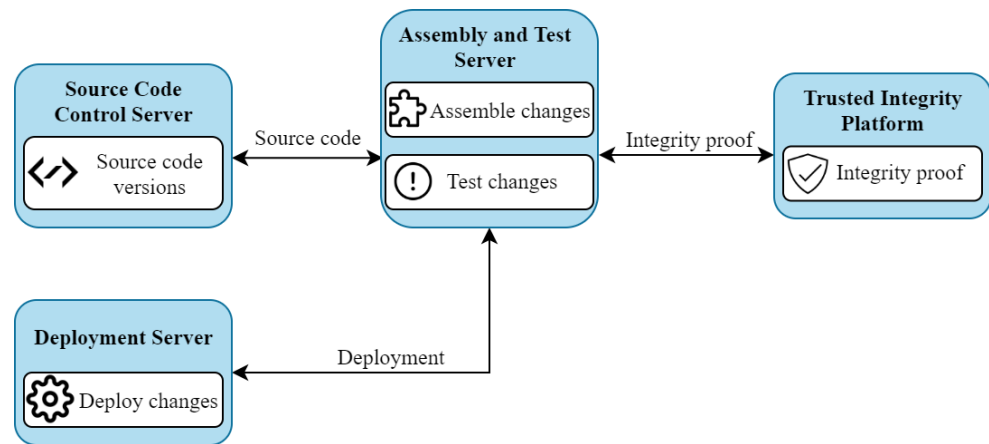 Source Code
Control Server
Source code
versions
Source code
Assembly and Test
Server
Assemble changes
Test changes
Integrity proof
Trusted Integrity
Platform
Integrity proof
Deployment Server
Deploy changes
Deployment